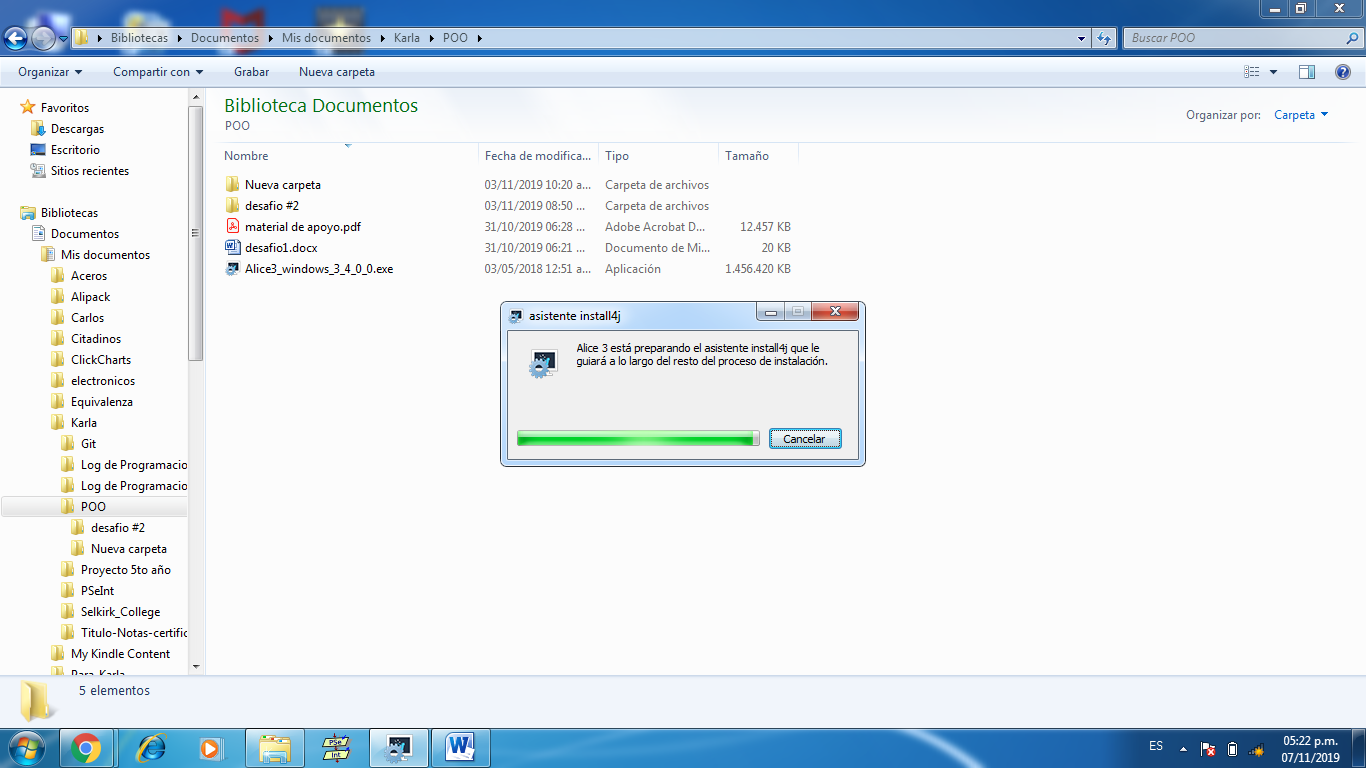 Bibliotecas Documentos Mis documentos Karla POO
Buscar POO
Organizar Compartir con Grabar Nueva carpeta
Favoritos
Descargas
Escritorio
Sitios recientes
Bibliotecas
Documentos
Mis documentos
Aceros
Alipack
Carlos
Citadinos
ClickCharts
electronicos
Equivalenza
Karla
Git
Log de Programacio
Log de Programacio
POO
desafio #2
Nueva carpeta
Proyecto 5to año
PSeInt
Selkirk_College
Titulo-Notas-certific
My Kindle Content
Para Karla
Biblioteca Documentos
POO
Organizar por: Carpeta
Nombre Fecha de modifica... Tipo Tamaño
Nueva carpeta 03/11/2019 10:20 a... Carpeta de archivos
desafio #2 03/11/2019 08:50 ... Carpeta de archivos
material de apoyo.pdf 31/10/2019 06:28 ... Adobe Acrobat D... 12.457 KB
desafio1.docx 31/10/2019 06:21 ... Documento de Mi... 20 KB
Alice3_windows_3_4_0_0.exe 03/05/2018 12:51 a... Aplicación 1.456.420 KB
asistente install4j
Alice 3 está preparando el asistente install4j que le
guiará a lo largo del resto del proceso de instalación.
Cancelar
5 elementos
PSe
Int
ES
05:22 p.m.
07/11/2019